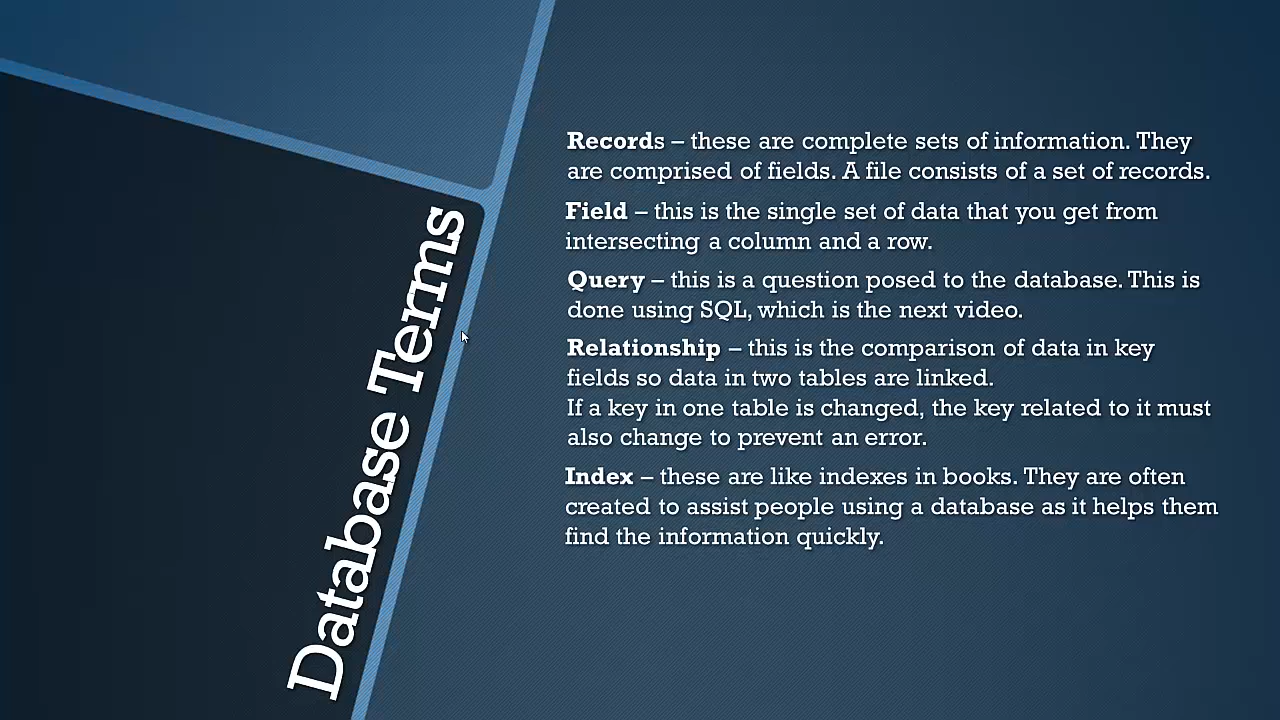 Database Terms
Records – these are complete sets of information. They
are comprised of fields. A file consists of a set of records.
Field – this is the single set of data that you get from
intersecting a column and a row.
Query – this is a question posed to the database. This is
done using SQL, which is the next video.
Relationship – this is the comparison of data in key
fields so data in two tables are linked.
If a key in one table is changed, the key related to it must
also change to prevent an error.
Index – these are like indexes in books. They are often
created to assist people using a database as it helps them
find the information quickly.